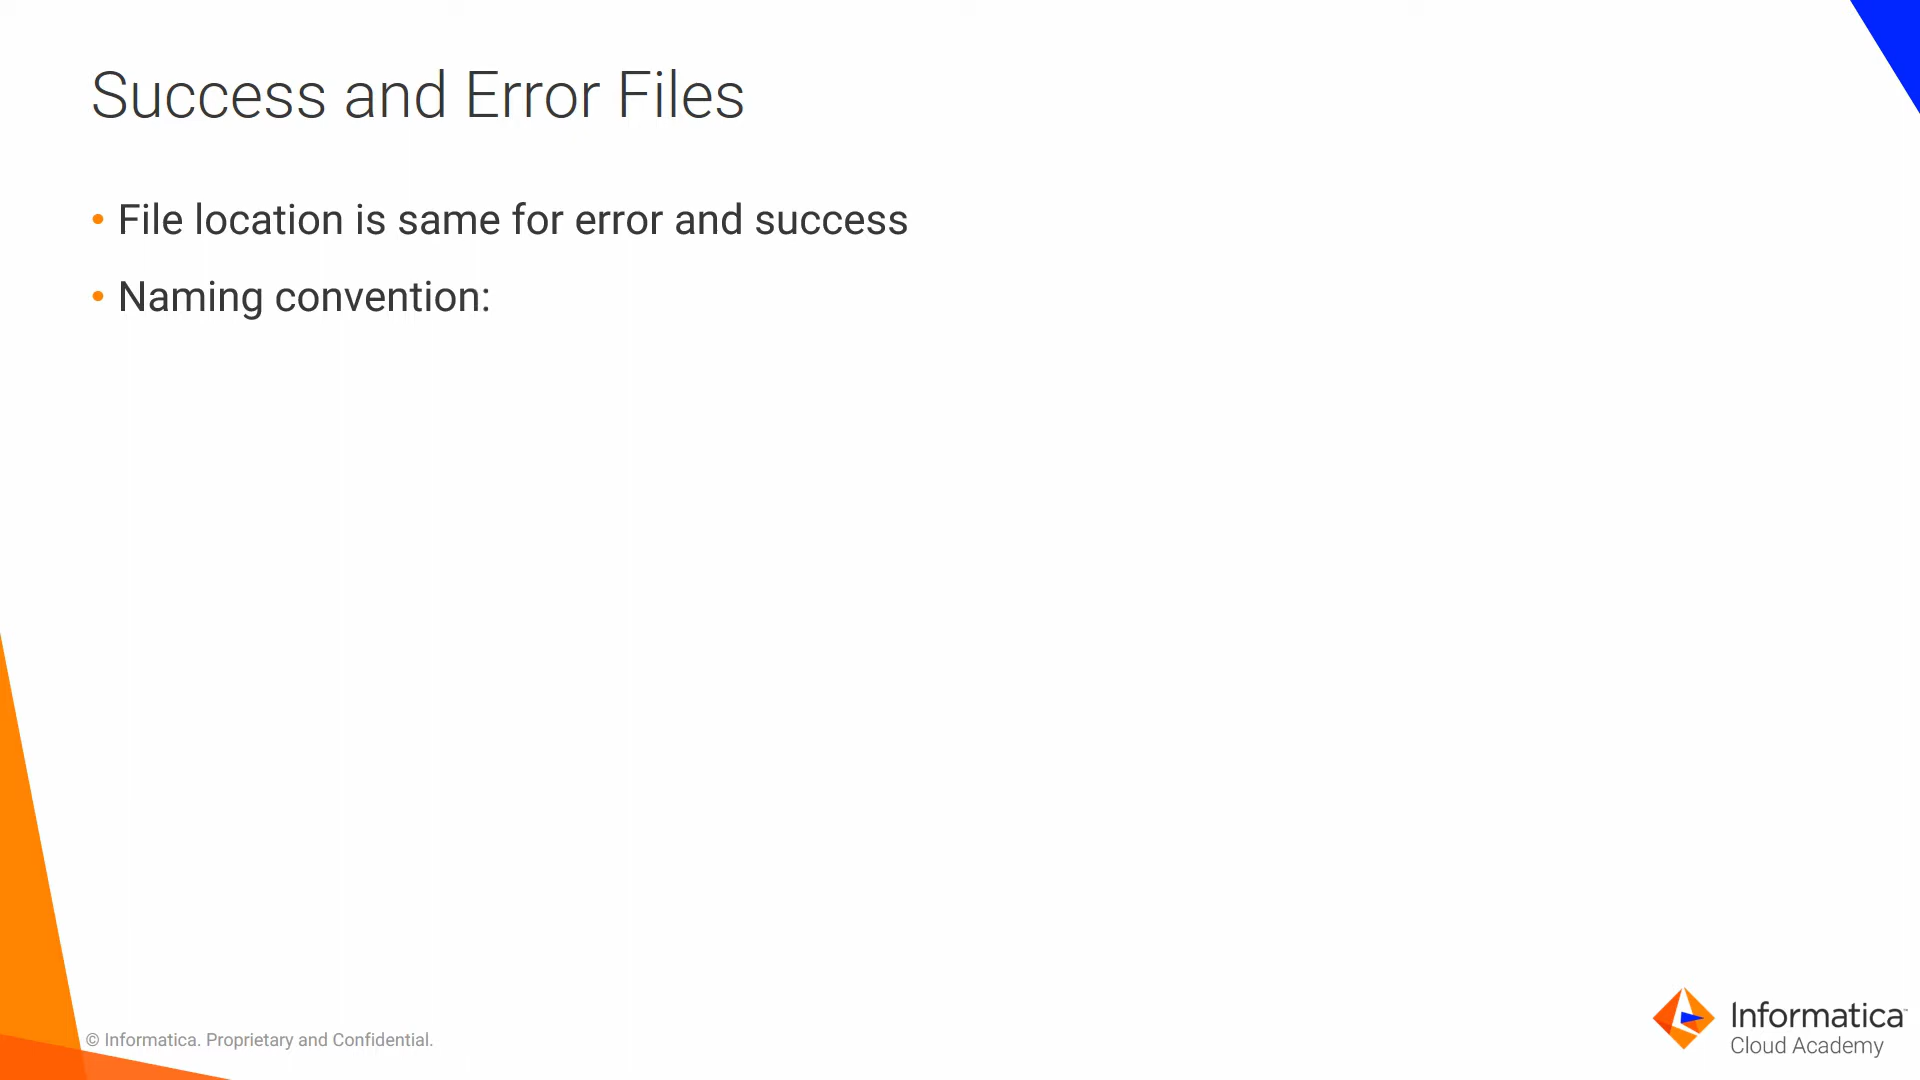 Success and Error Files
• File location is same for error and success
• Naming convention:
© Informatica. Proprietary and Confidential.
Informatica™
Cloud Academy